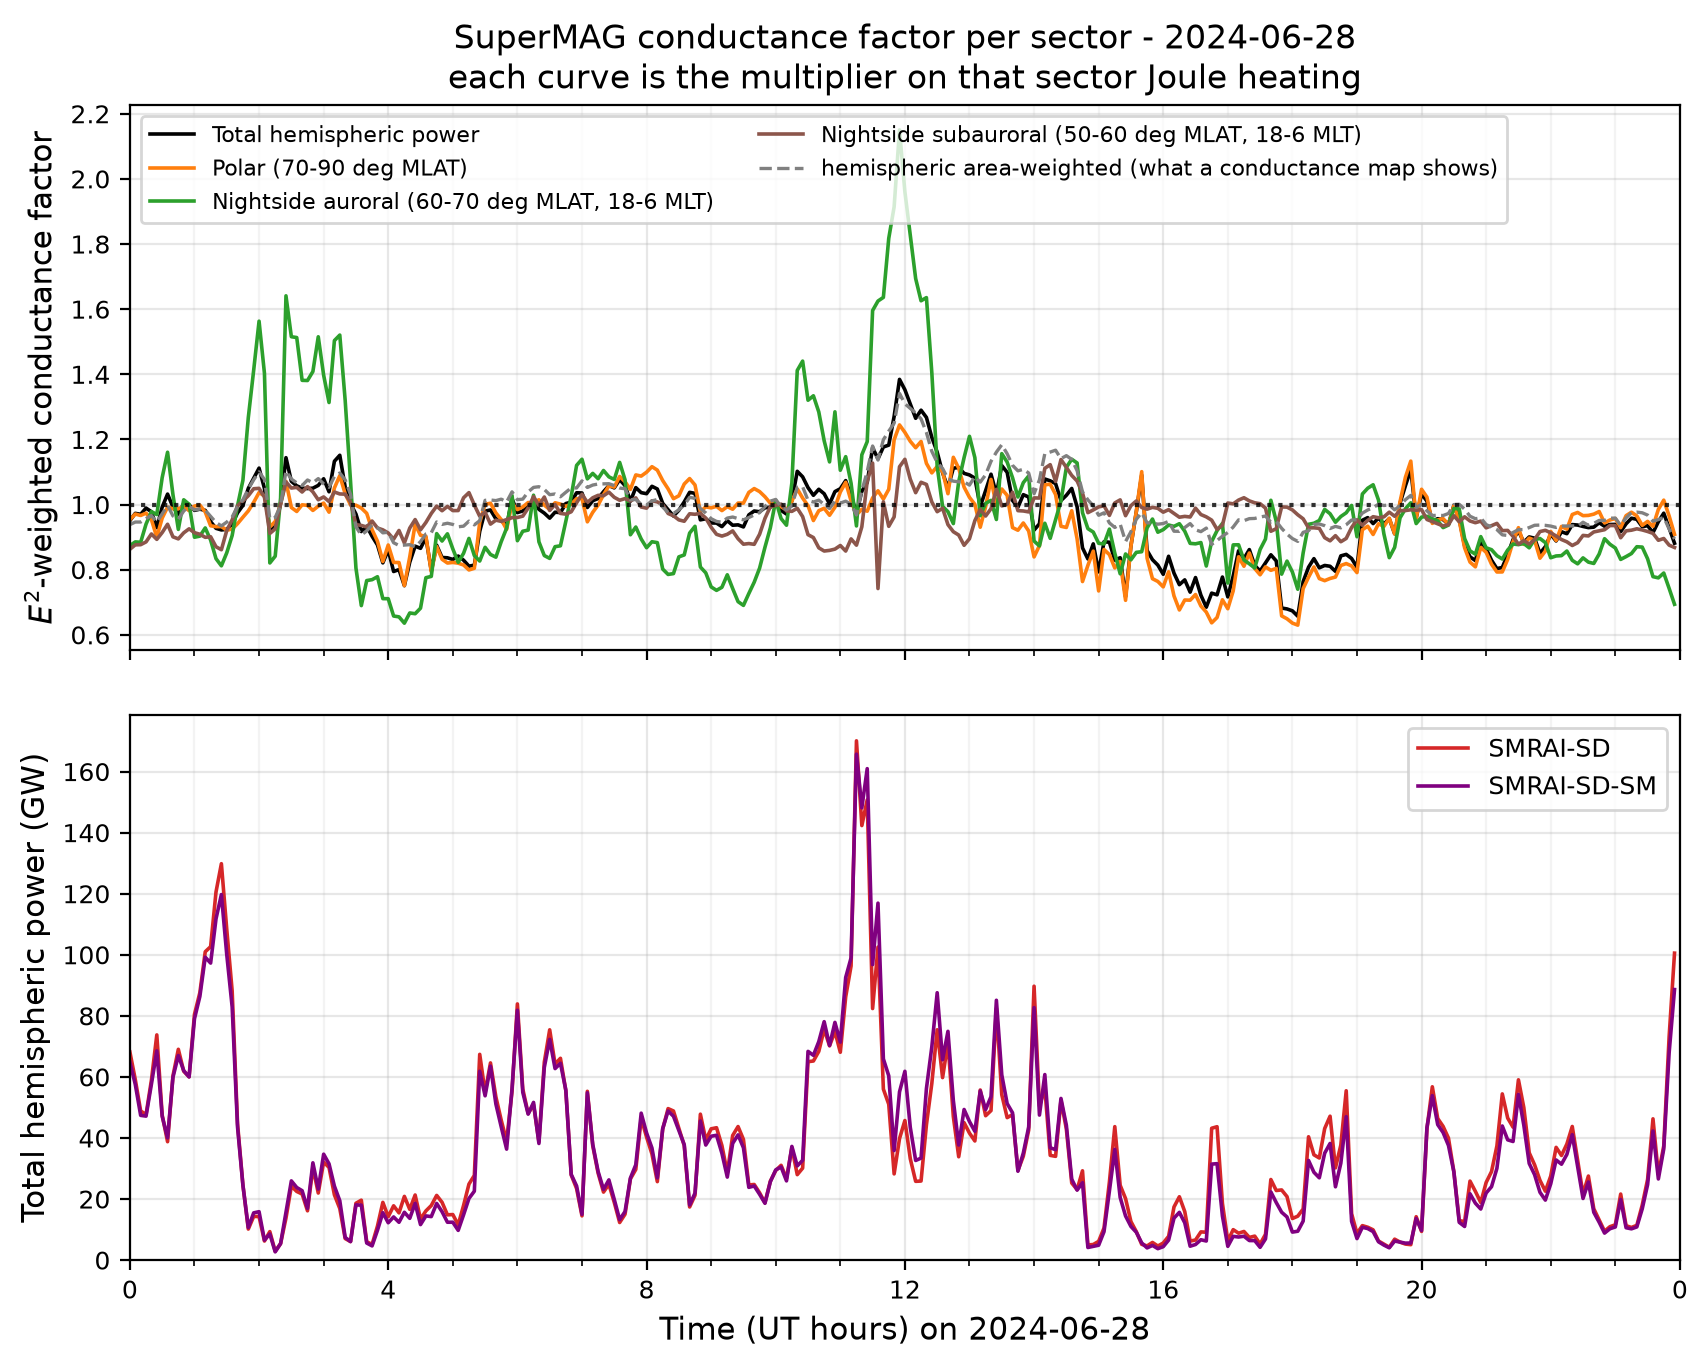 SuperMAG conductance factor per sector - 2024-06-28
each curve is the multiplier on that sector Joule heating
E²-weighted conductance factor
2.2
2.0
1.8
1.6
1.4
1.2
1.0
0.8
0.6
Total hemispheric power
Polar (70-90 deg MLAT)
Nightside auroral (60-70 deg MLAT, 18-6 MLT)
Nightside subauroral (50-60 deg MLAT, 18-6 MLT)
hemispheric area-weighted (what a conductance map shows)
Total hemispheric power (GW)
160
140
120
100
80
60
40
20
0
SMRAI-SD
SMRAI-SD-SM
0 4 8 12 16 20 0
Time (UT hours) on 2024-06-28